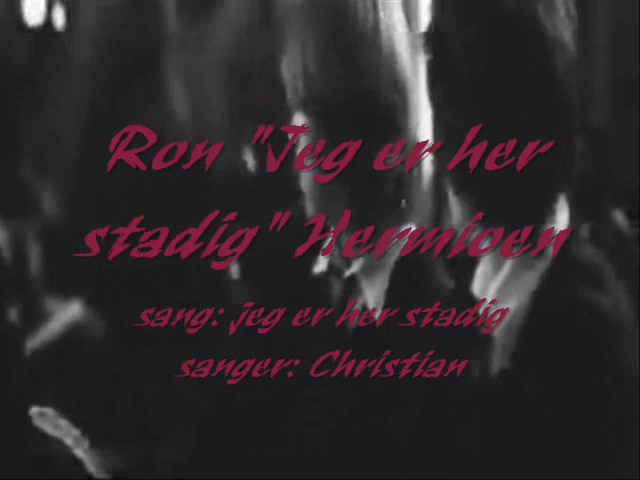 Ron "Jeg er her
stadig" Hermioen
sang: jeg er her stadig
sanger: Christian